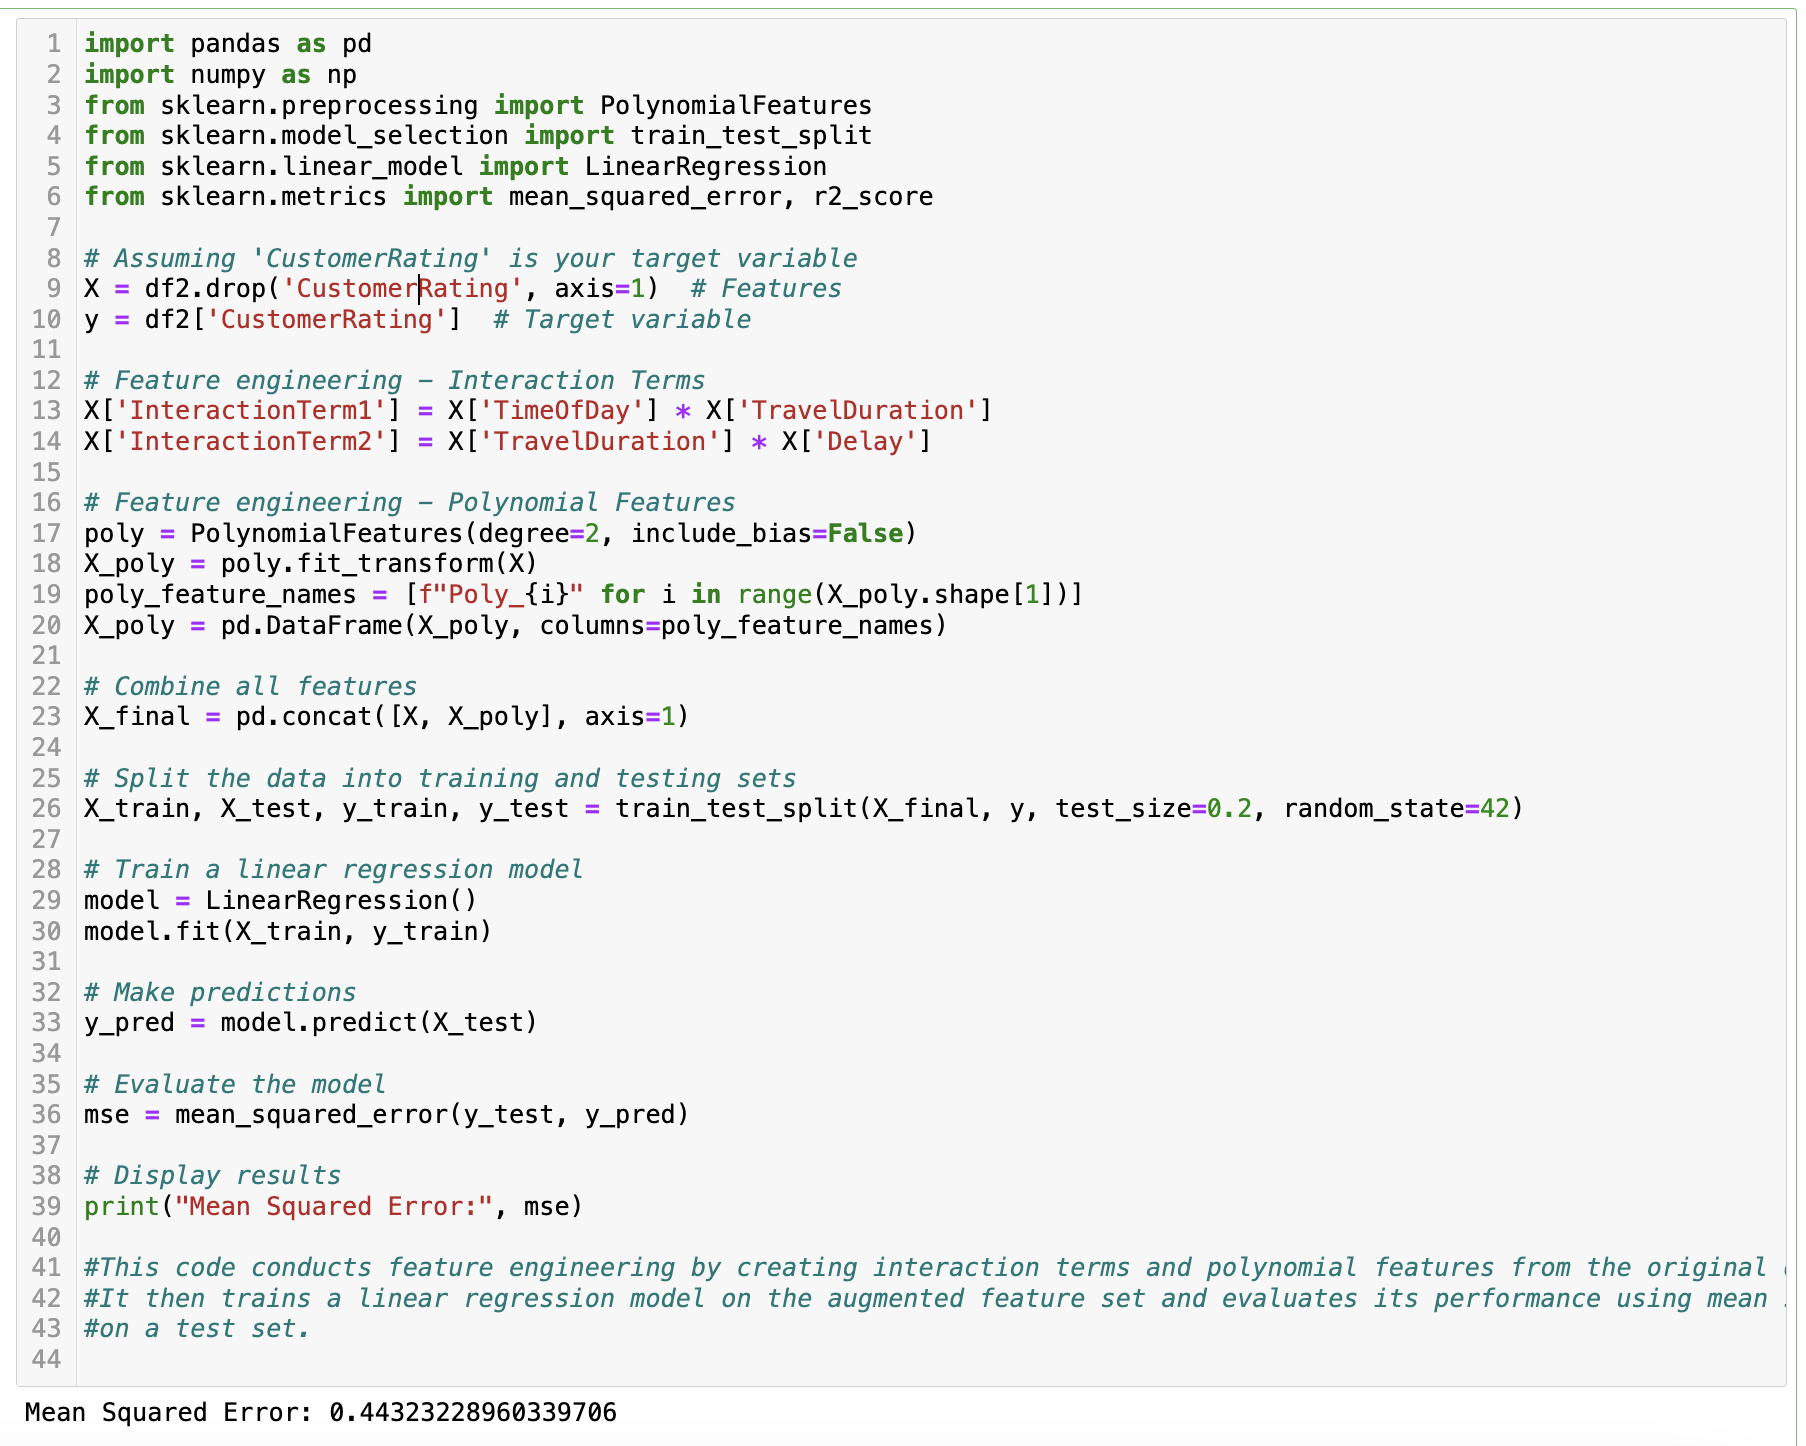 1 import pandas as pd
2 import numpy as np
3 from sklearn.preprocessing import PolynomialFeatures
4 from sklearn.model_selection import train_test_split
5 from sklearn.linear_model import LinearRegression
6 from sklearn.metrics import mean_squared_error, r2_score
7
8 # Assuming 'CustomerRating' is your target variable
9 X = df2.drop('CustomerRating', axis=1)  # Features
10 y = df2['CustomerRating']  # Target variable
11
12 # Feature engineering – Interaction Terms
13 X['InteractionTerm1'] = X['TimeOfDay'] * X['TravelDuration']
14 X['InteractionTerm2'] = X['TravelDuration'] * X['Delay']
15
16 # Feature engineering – Polynomial Features
17 poly = PolynomialFeatures(degree=2, include_bias=False)
18 X_poly = poly.fit_transform(X)
19 poly_feature_names = [f"Poly_{i}" for i in range(X_poly.shape[1])]
20 X_poly = pd.DataFrame(X_poly, columns=poly_feature_names)
21
22 # Combine all features
23 X_final = pd.concat([X, X_poly], axis=1)
24
25 # Split the data into training and testing sets
26 X_train, X_test, y_train, y_test = train_test_split(X_final, y, test_size=0.2, random_state=42)
27
28 # Train a linear regression model
29 model = LinearRegression()
30 model.fit(X_train, y_train)
31
32 # Make predictions
33 y_pred = model.predict(X_test)
34
35 # Evaluate the model
36 mse = mean_squared_error(y_test, y_pred)
37
38 # Display results
39 print("Mean Squared Error:", mse)
40
41 #This code conducts feature engineering by creating interaction terms and polynomial features from the original
42 #It then trains a linear regression model on the augmented feature set and evaluates its performance using mean
43 #on a test set.
44
Mean Squared Error: 0.44323228960339706